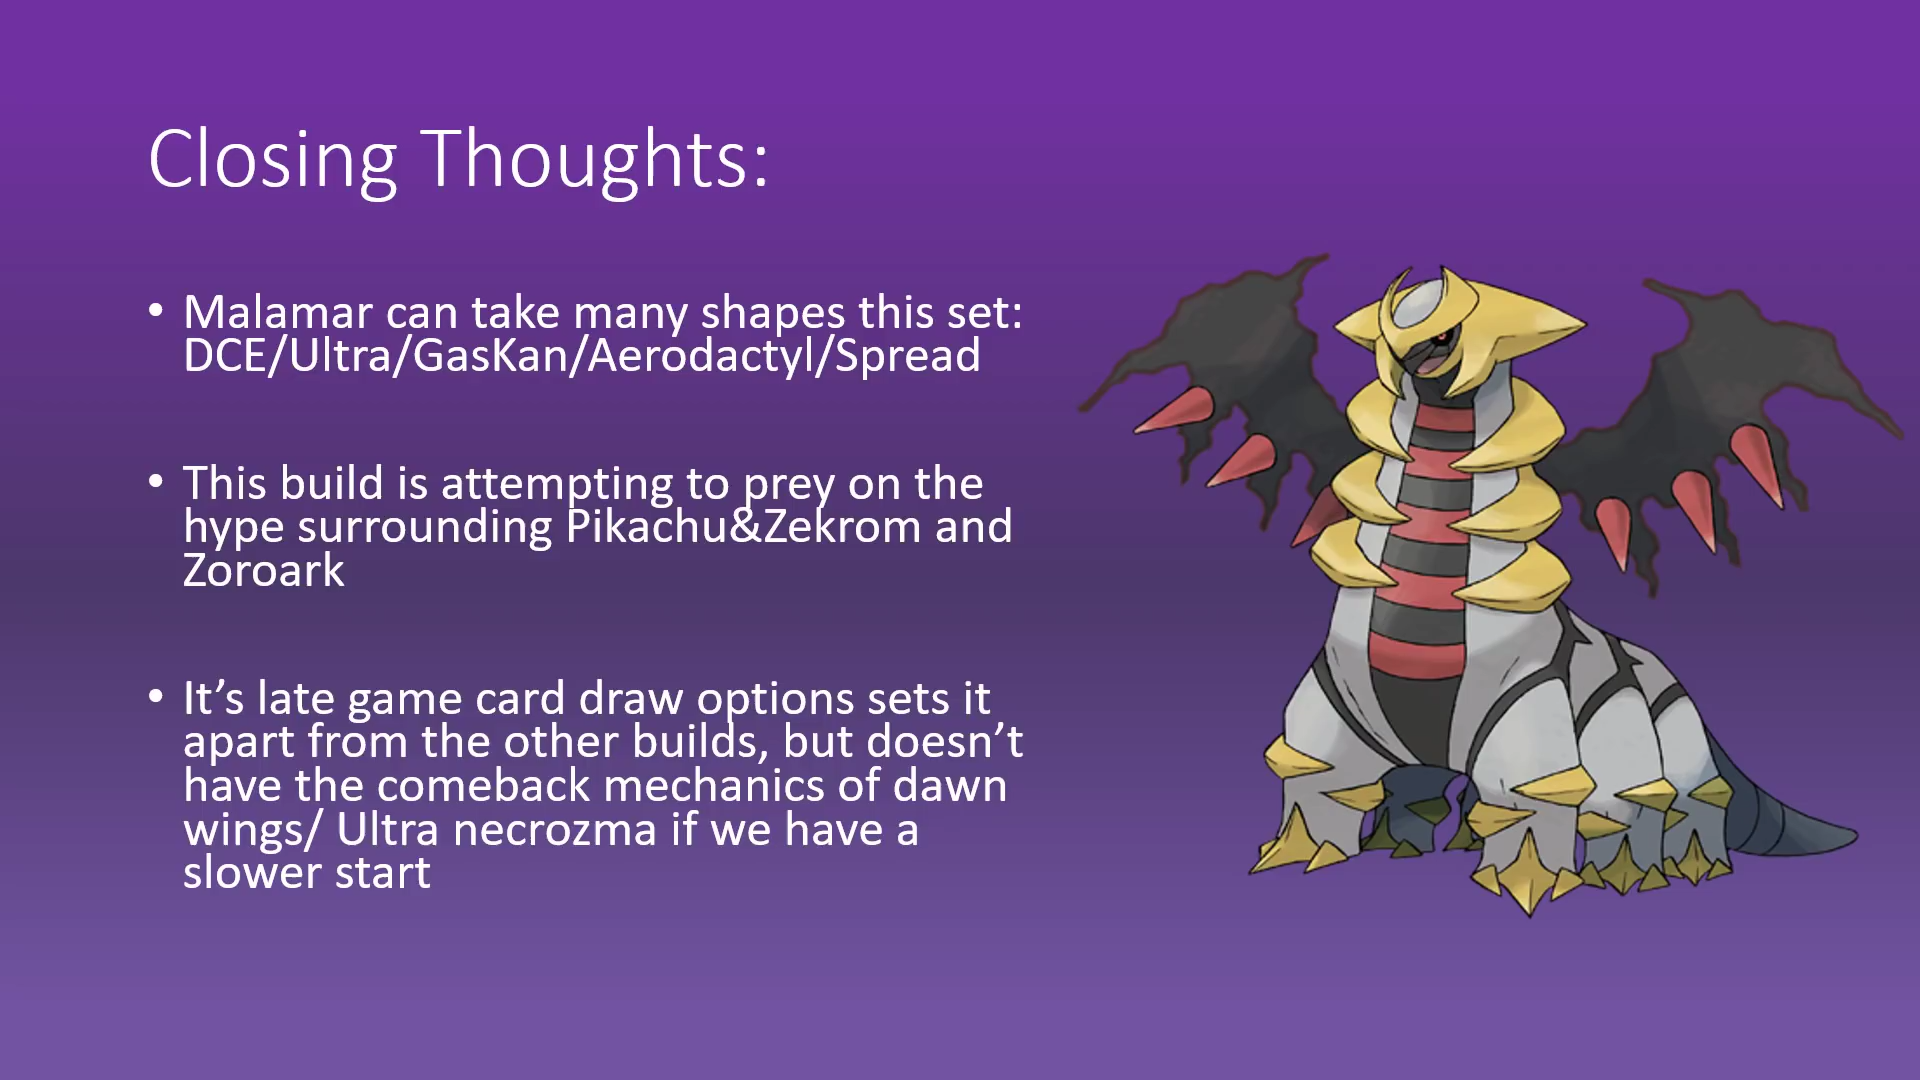 Closing Thoughts:
• Malamar can take many shapes this set:
DCE/Ultra/GasKan/Aerodactyl/Spread
• This build is attempting to prey on the
hype surrounding Pikachu&Zekrom and
Zoroark
• It’s late game card draw options sets it
apart from the other builds, but doesn’t
have the comeback mechanics of dawn
wings/ Ultra necrozma if we have a
slower start